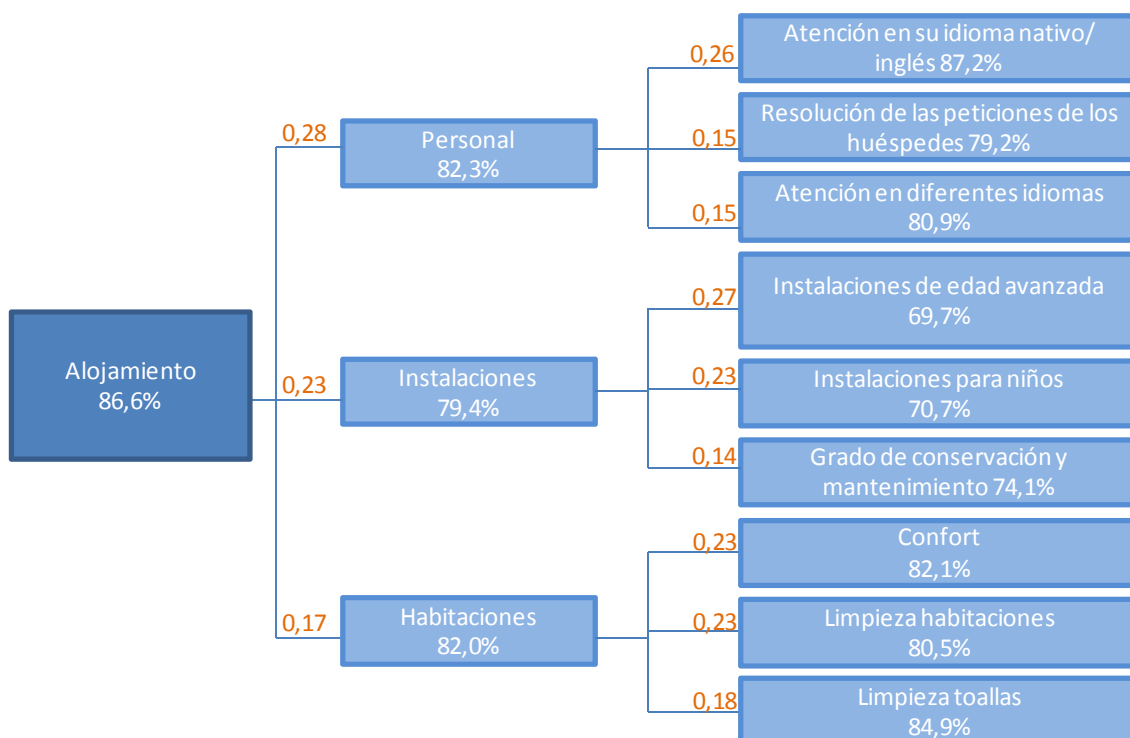 Alojamiento
86,6%
0,28
Personal
82,3%
0,26
Atención en su idioma nativo/
inglés 87,2%
0,15
Resolución de las peticiones de los
huéspedes 79,2%
0,15
Atención en diferentes idiomas
80,9%
0,23
Instalaciones
79,4%
0,27
Instalaciones de edad avanzada
69,7%
0,23
Instalaciones para niños
70,7%
0,14
Grado de conservación y
mantenimiento 74,1%
0,17
Habitaciones
82,0%
0,23
Confort
82,1%
0,23
Limpieza habitaciones
80,5%
0,18
Limpieza toallas
84,9%